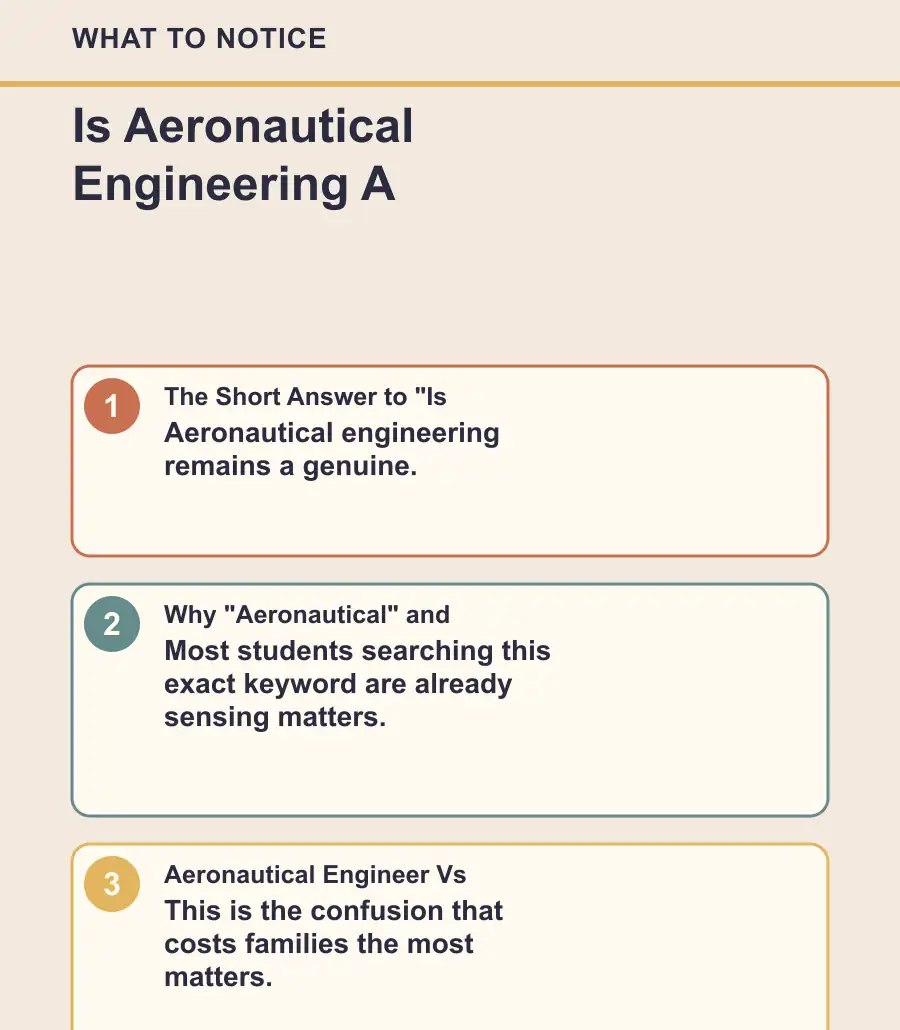 WHAT TO NOTICE
Is Aeronautical
Engineering A
1
The Short Answer to "Is
Aeronautical engineering
remains a genuine.
2
Why "Aeronautical" and
Most students searching this
exact keyword are already
sensing matters.
3
Aeronautical Engineer Vs
This is the confusion that
costs families the most
matters.